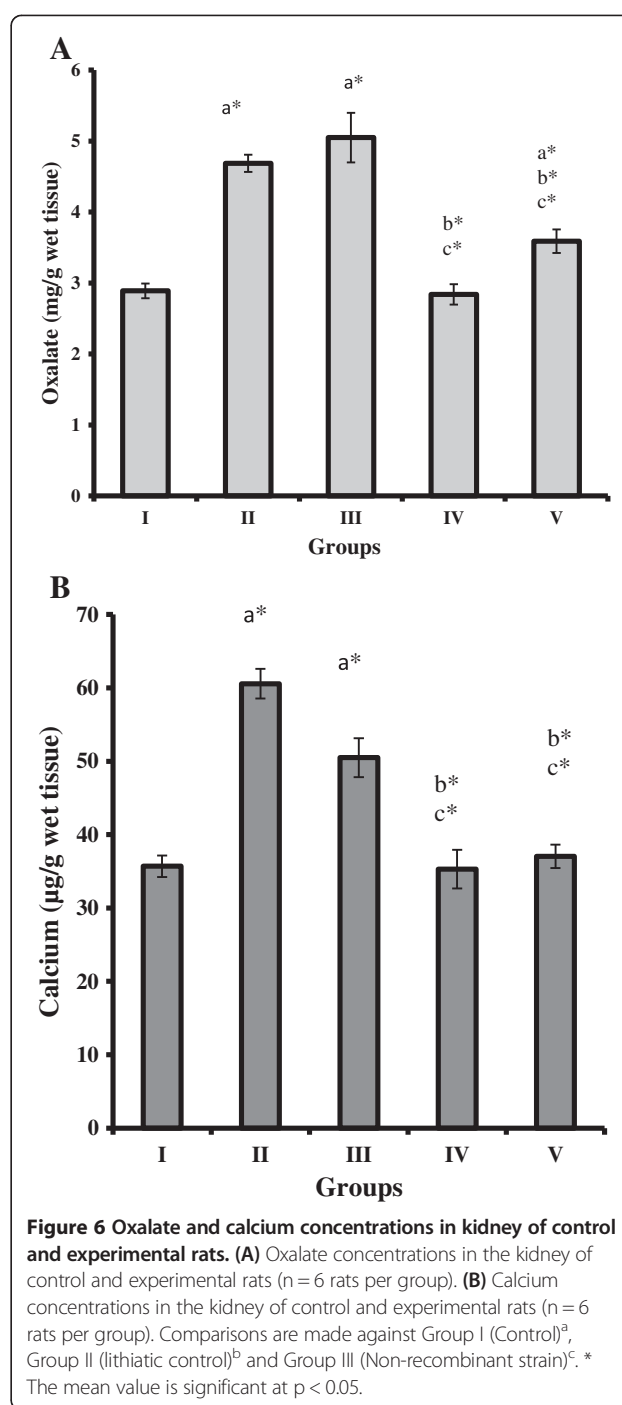 A
6
5
4
3
2
1
0
Oxalate (mg/g wet tissue)
a*
a*
b*
c*
a*
b*
c*
I II III IV V
Groups
B
70
60
50
40
30
20
10
0
Calcium (µg/g wet tissue)
a*
a*
b*
c*
b*
c*
I II III IV V
Groups
Figure 6 Oxalate and calcium concentrations in kidney of control
and experimental rats. (A) Oxalate concentrations in the kidney of
control and experimental rats (n = 6 rats per group). (B) Calcium
concentrations in the kidney of control and experimental rats (n = 6
rats per group). Comparisons are made against Group I (Control)a,
Group II (lithiatic control)b and Group III (Non-recombinant strain)c. *
The mean value is significant at p < 0.05.